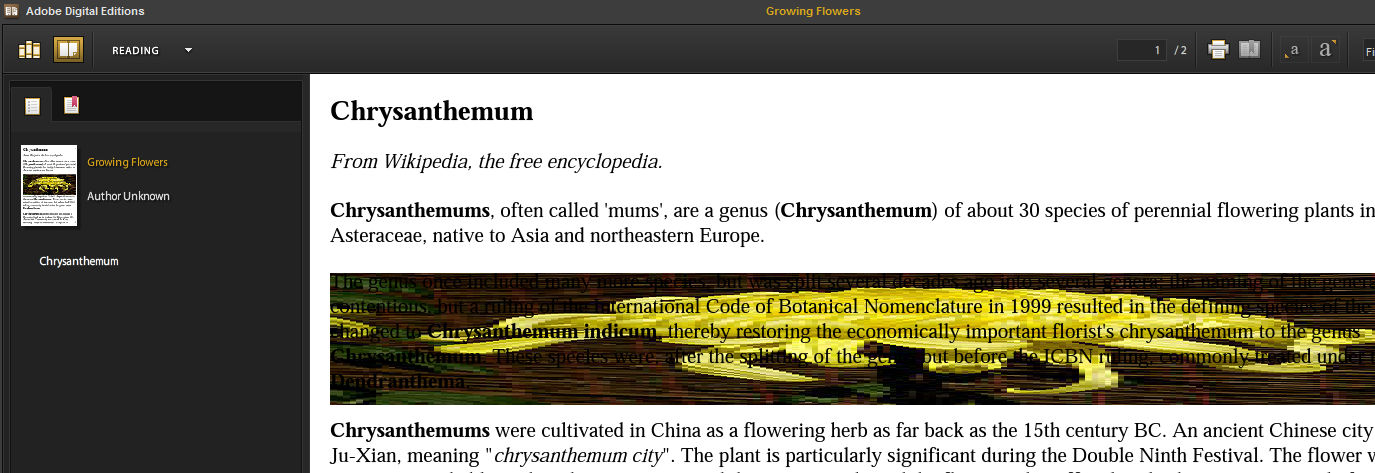 Adobe Digital Editions
Growing Flowers
READING
1 / 2
a a Fi
Growing Flowers
Author Unknown
Chrysanthemum
Chrysanthemum
From Wikipedia, the free encyclopedia.
Chrysanthemums, often called 'mums', are a genus (Chrysanthemum) of about 30 species of perennial flowering plants in
Asteraceae, native to Asia and northeastern Europe.
The genus once included many more species, but was split several decades ago into several genera; the naming of the genera
contentious, but a ruling of the International Code of Botanical Nomenclature in 1999 resulted in the defining species of the
changed to Chrysanthemum indicum, thereby restoring the economically important florist's chrysanthemum to the genus
Chrysanthemum. These species were, after the splitting of the genus but before the ICBN ruling, commonly treated under
Dendranthema.
Chrysanthemums were cultivated in China as a flowering herb as far back as the 15th century BC. An ancient Chinese city
Ju-Xian, meaning "chrysanthemum city". The plant is particularly significant during the Double Ninth Festival. The flower